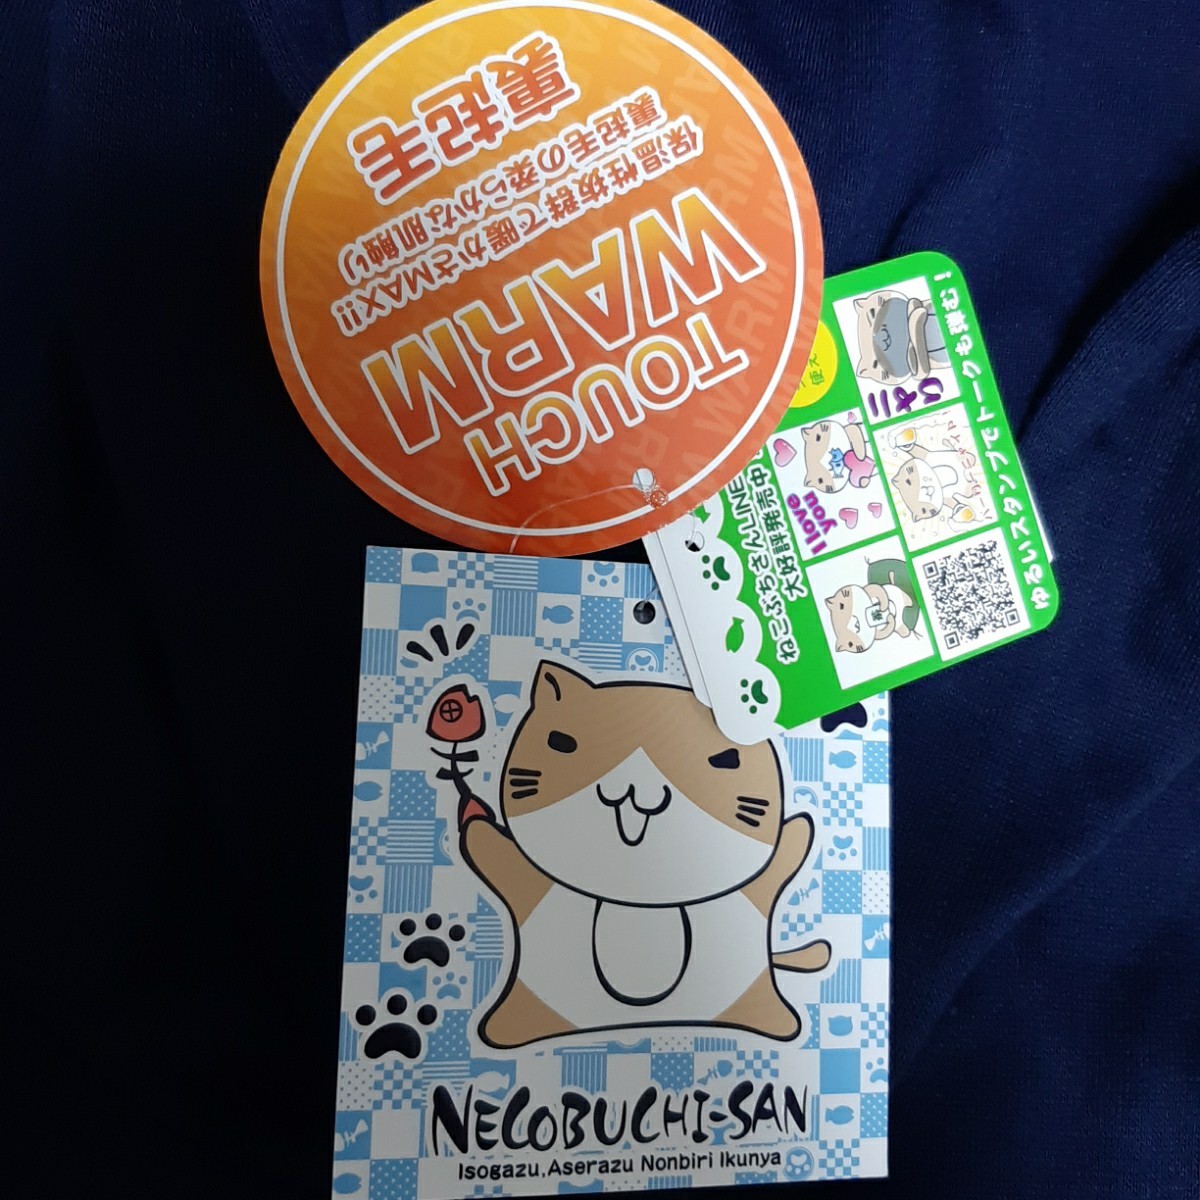 裏起毛
裏起毛の柔らかな肌触り
保温性抜群で暖かさMAX!!
TOUCH
WARM
ねこぶちさんLINE
大好評発売中
使え
I love
you
ゆるいスタンプでトークも弾む!
NECOBUCHI-SAN
Isogazu,Aserazu Nonbiri Ikunya